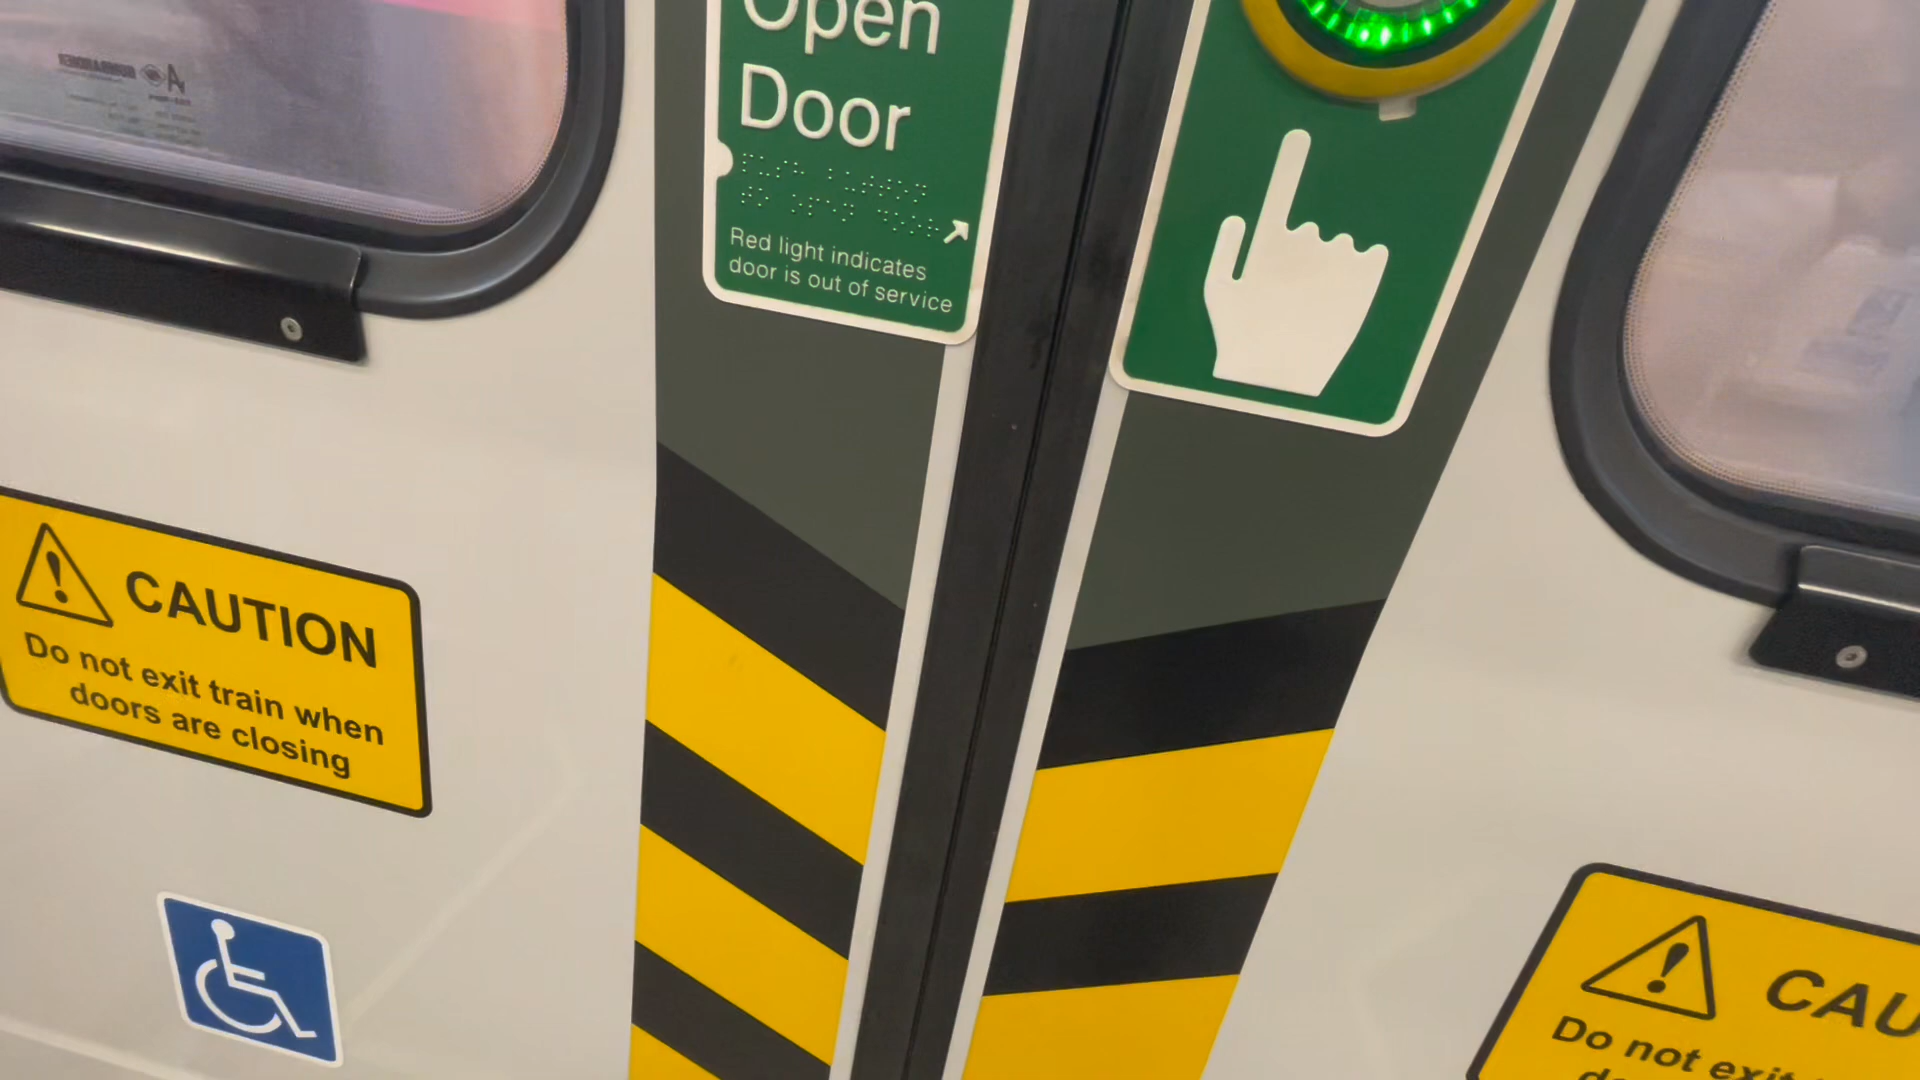 Open
Door
Red light indicates
door is out of service
CAUTION
Do not exit train when
doors are closing
CAU
Do not exit